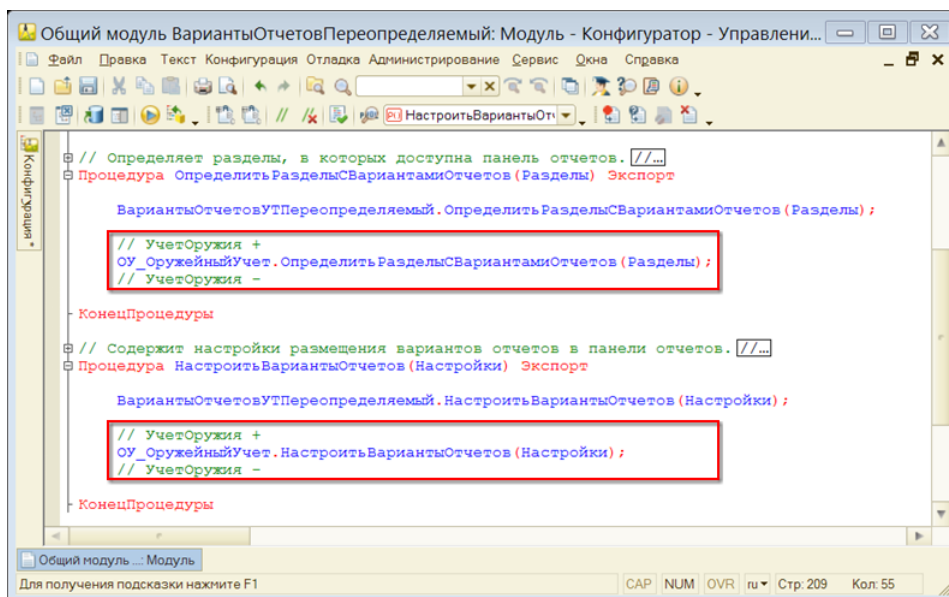 Общий модуль ВариантыОтчетовПереопределяемый: Модуль - Конфигуратор - Управлени...
Файл Правка Текст Конфигурация Отладка Администрирование Сервис Окна Справка
НастроитьВариантыОт
Конфигурация *
// Определяет разделы, в которых доступна панель отчетов. //...
Процедура ОпределитьРазделыСВариантамиОтчетов(Разделы) Экспорт
ВариантыОтчетовУТПереопределяемый.ОпределитьРазделыСВариантамиОтчетов(Разделы);
// УчетОружия +
ОУ_ОружейныйУчет.ОпределитьРазделыСВариантамиОтчетов(Разделы);
// УчетОружия -
КонецПроцедуры
// Содержит настройки размещения вариантов отчетов в панели отчетов. //...
Процедура НастроитьВариантыОтчетов(Настройки) Экспорт
ВариантыОтчетовУТПереопределяемый.НастроитьВариантыОтчетов(Настройки);
// УчетОружия +
ОУ_ОружейныйУчет.НастроитьВариантыОтчетов(Настройки);
// УчетОружия -
КонецПроцедуры
Общий модуль ...: Модуль
Для получения подсказки нажмите F1 CAP NUM OVR ru Стр: 209 Кол: 55